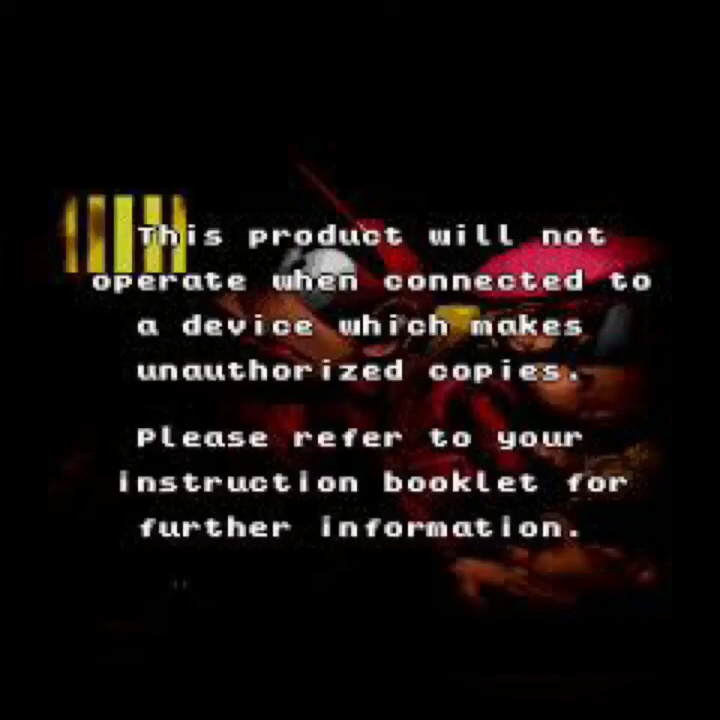 This product will not
operate when connected to
a device which makes
unauthorized copies.
Please refer to your
instruction booklet for
further information.